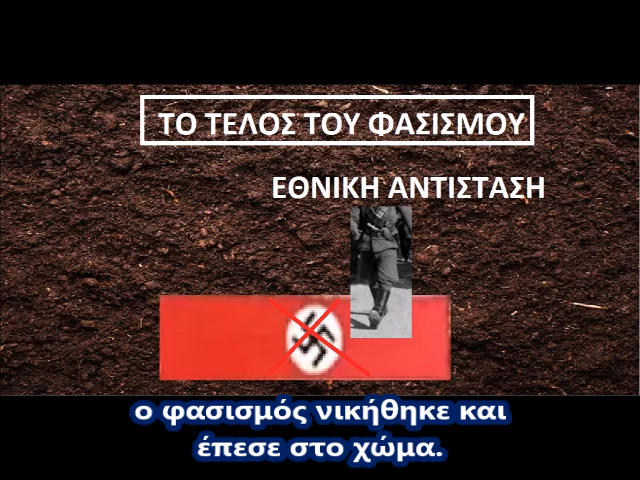 ΤΟ ΤΕΛΟΣ ΤΟΥ ΦΑΣΙΣΜΟΥ
ΕΘΝΙΚΗ ΑΝΤΙΣΤΑΣΗ
ο φασισμός νικήθηκε και
έπεσε στο χώμα.